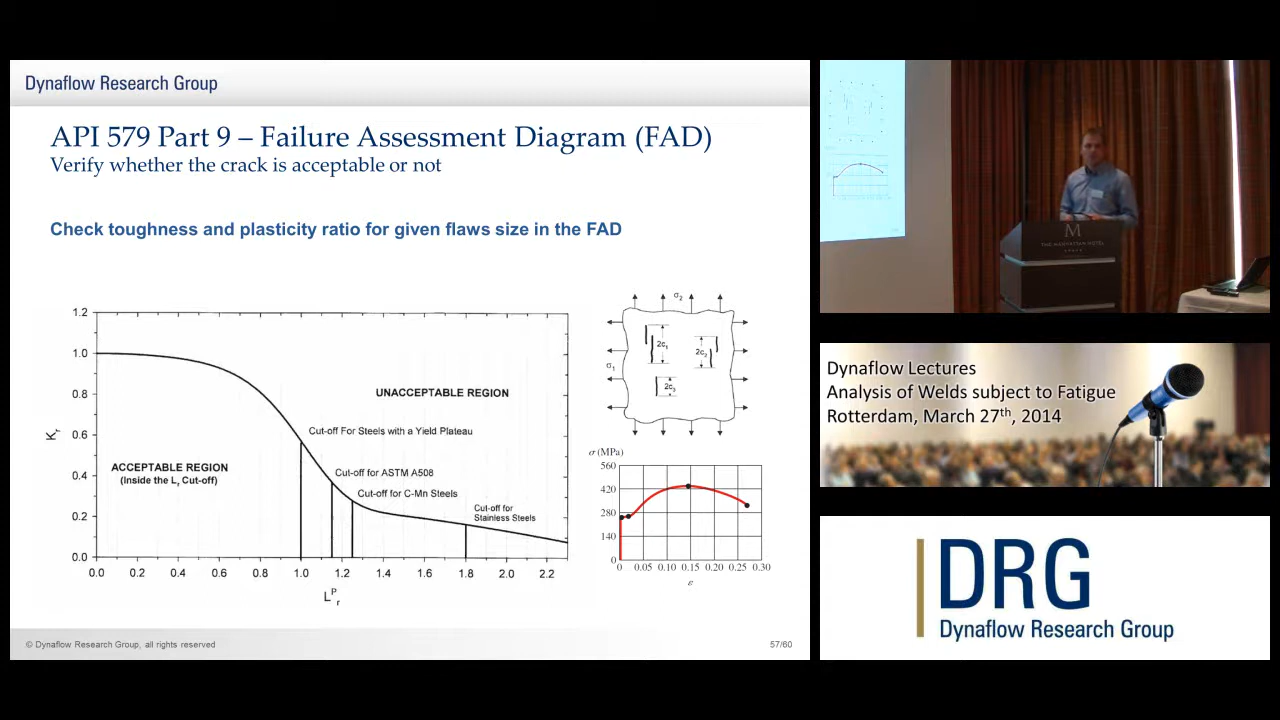 Dynaflow Research Group
API 579 Part 9 – Failure Assessment Diagram (FAD)
Verify whether the crack is acceptable or not
Check toughness and plasticity ratio for given flaws size in the FAD
1.2
1.0
0.8
0.6
0.4
0.2
0.0
Kr
UNACCEPTABLE REGION
Cut-off For Steels with a Yield Plateau
ACCEPTABLE REGION
(Inside the Lr Cut-off)
Cut-off for ASTM A508
Cut-off for C-Mn Steels
Cut-off for
Stainless Steels
0.0 0.2 0.4 0.6 0.8 1.0 1.2 1.4 1.6 1.8 2.0 2.2
LPr
σ2
σ1
2c1
2c2
2c3
σ (MPa)
560
420
280
140
0
0 0.05 0.10 0.15 0.20 0.25 0.30
ε
© Dynaflow Research Group, all rights reserved
57/60
M
THE MANHATTAN HOTEL
Dynaflow Lectures
Analysis of Welds subject to Fatigue
Rotterdam, March 27th, 2014
DRG
Dynaflow Research Group